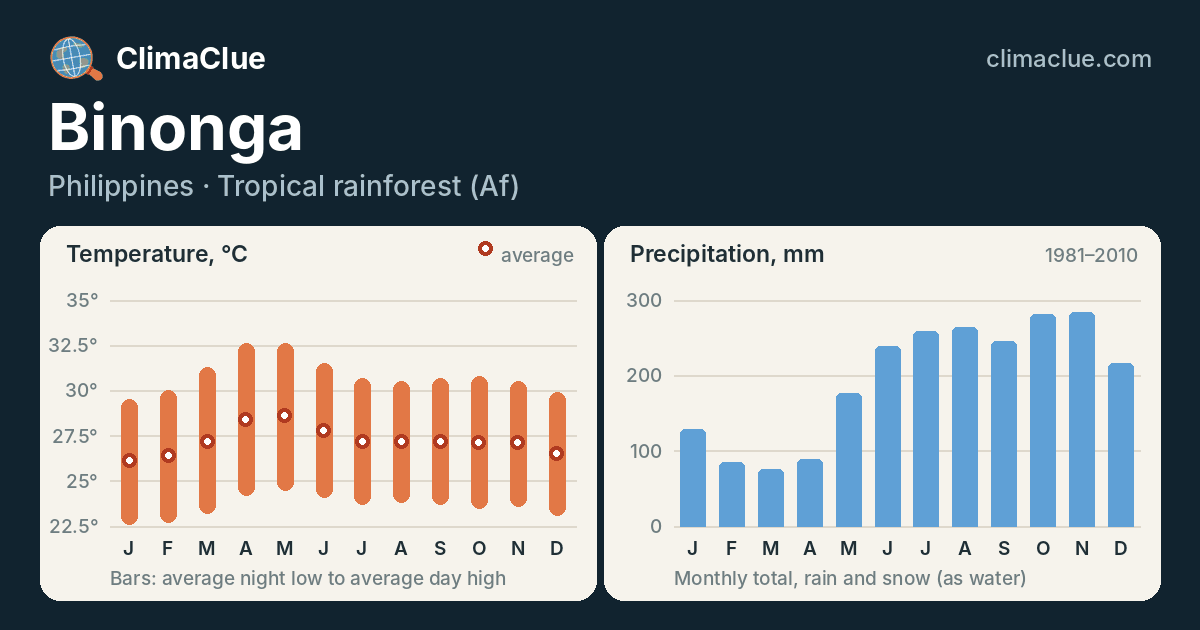 ClimaClue
climaclue.com
Binonga
Philippines · Tropical rainforest (Af)
Temperature, °C
average
35°
32.5°
30°
27.5°
25°
22.5°
J F M A M J J A S O N D
Bars: average night low to average day high
Precipitation, mm
1981–2010
300
200
100
0
J F M A M J J A S O N D
Monthly total, rain and snow (as water)